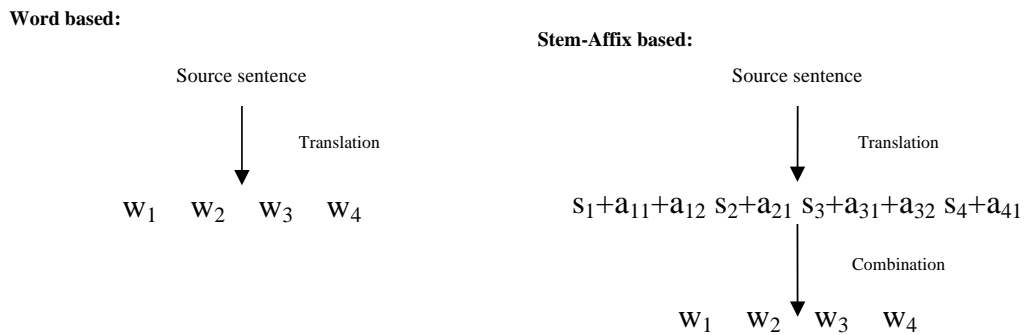 Word based:
Source sentence
Translation
w₁ w₂ w₃ w₄
Stem-Affix based:
Source sentence
Translation
s₁+a₁₁+a₁₂ s₂+a₂₁ s₃+a₃₁+a₃₂ s₄+a₄₁
Combination
w₁ w₂ w₃ w₄